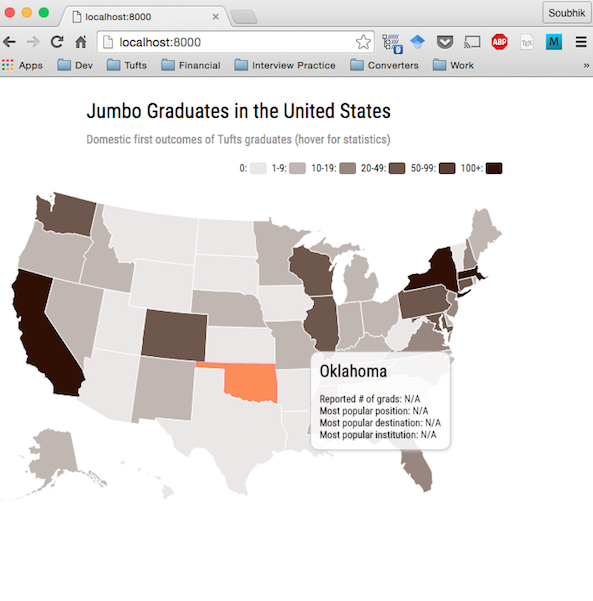 localhost:8000
Soubhik
localhost:8000
9
ABP
M
Apps Dev Tufts Financial Interview Practice Converters Work »
Jumbo Graduates in the United States
Domestic first outcomes of Tufts graduates (hover for statistics)
0: 1-9: 10-19: 20-49: 50-99: 100+:
Oklahoma
Reported # of grads: N/A
Most popular position: N/A
Most popular destination: N/A
Most popular institution: N/A